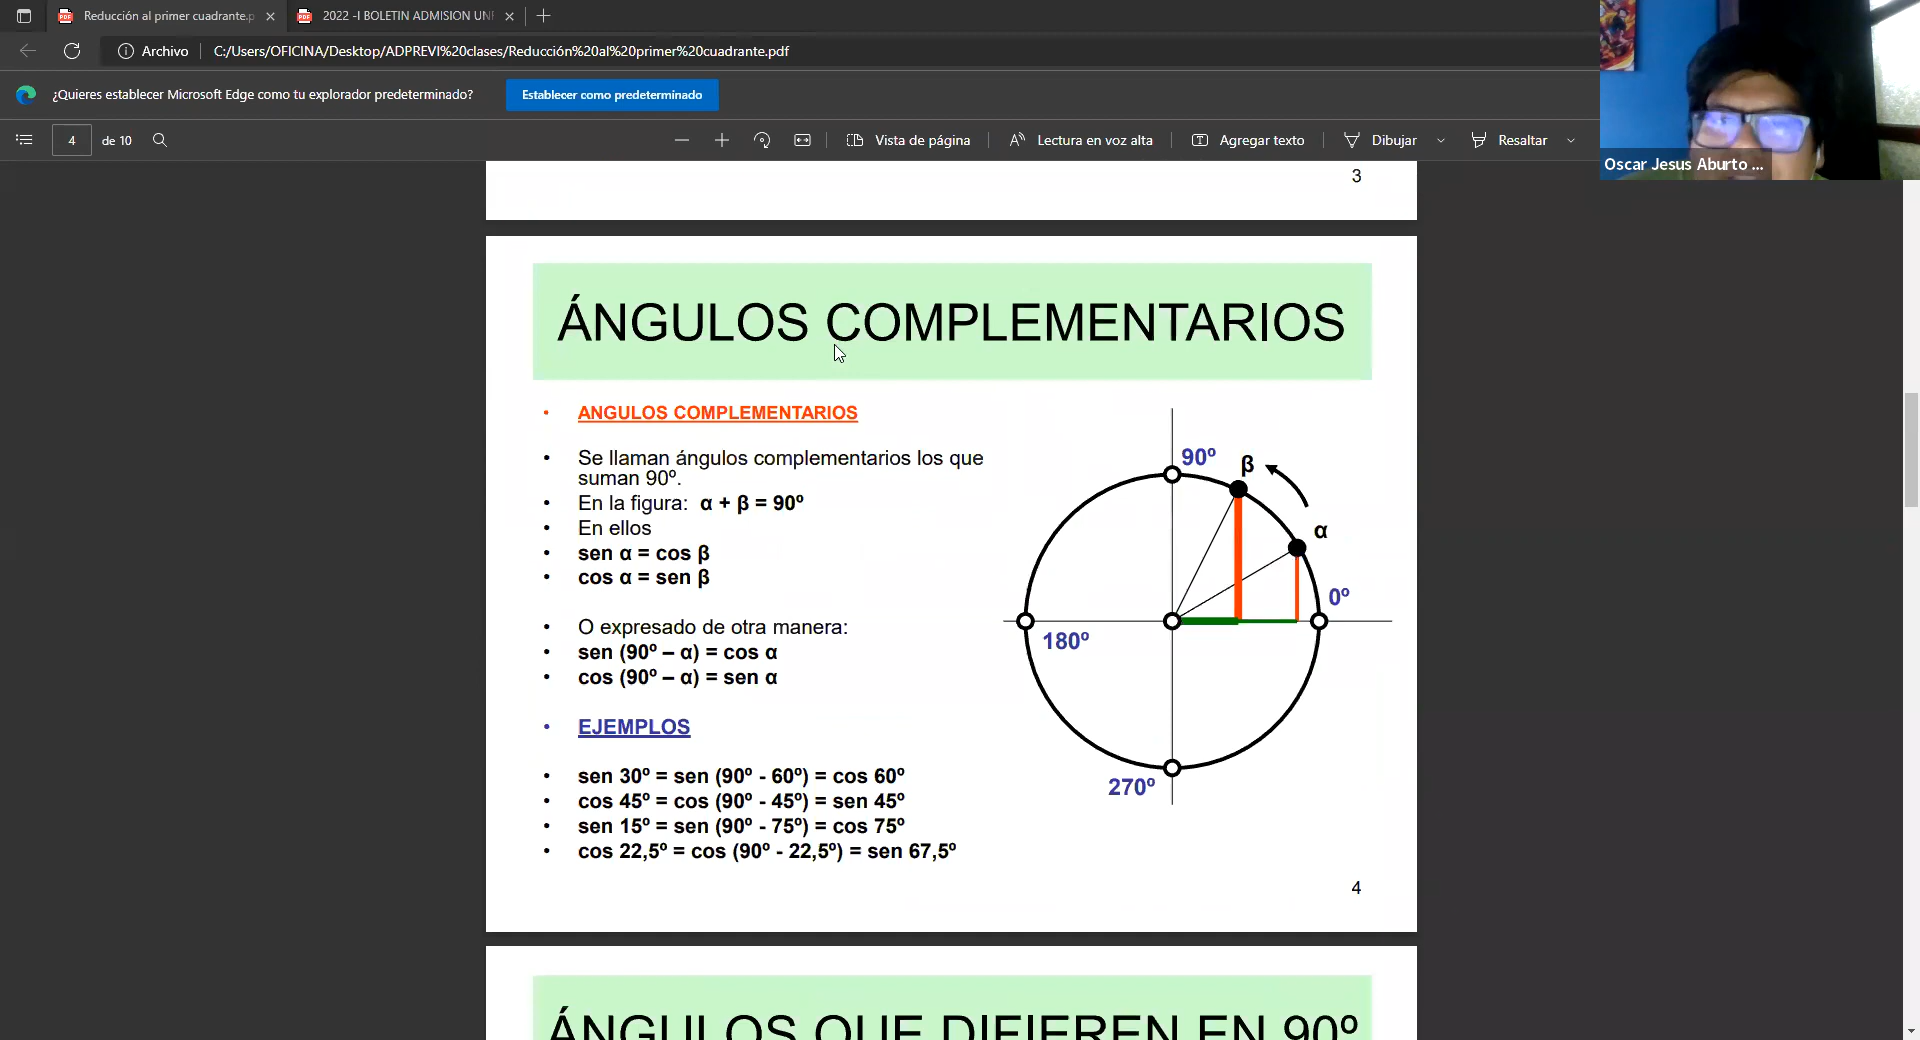 Reducción al primer cuadrante.p
2022 -I BOLETIN ADMISION UNF
Archivo
C:/Users/OFICINA/Desktop/ADPREVI%20clases/Reducción%20al%20primer%20cuadrante.pdf
¿Quieres establecer Microsoft Edge como tu explorador predeterminado?
Establecer como predeterminado
4 de 10
Vista de página
Lectura en voz alta
Agregar texto
Dibujar
Resaltar
Oscar Jesus Aburto ...
3
ÁNGULOS COMPLEMENTARIOS
• ANGULOS COMPLEMENTARIOS
• Se llaman ángulos complementarios los que
suman 90º.
• En la figura: α + β = 90º
• En ellos
• sen α = cos β
• cos α = sen β
• O expresado de otra manera:
• sen (90º – α) = cos α
• cos (90º – α) = sen α
• EJEMPLOS
• sen 30º = sen (90º - 60º) = cos 60º
• cos 45º = cos (90º - 45º) = sen 45º
• sen 15º = sen (90º - 75º) = cos 75º
• cos 22,5º = cos (90º - 22,5º) = sen 67,5º
90º
β
α
0º
180º
270º
4
ÁNGULOS QUE DIFIEREN EN 90º